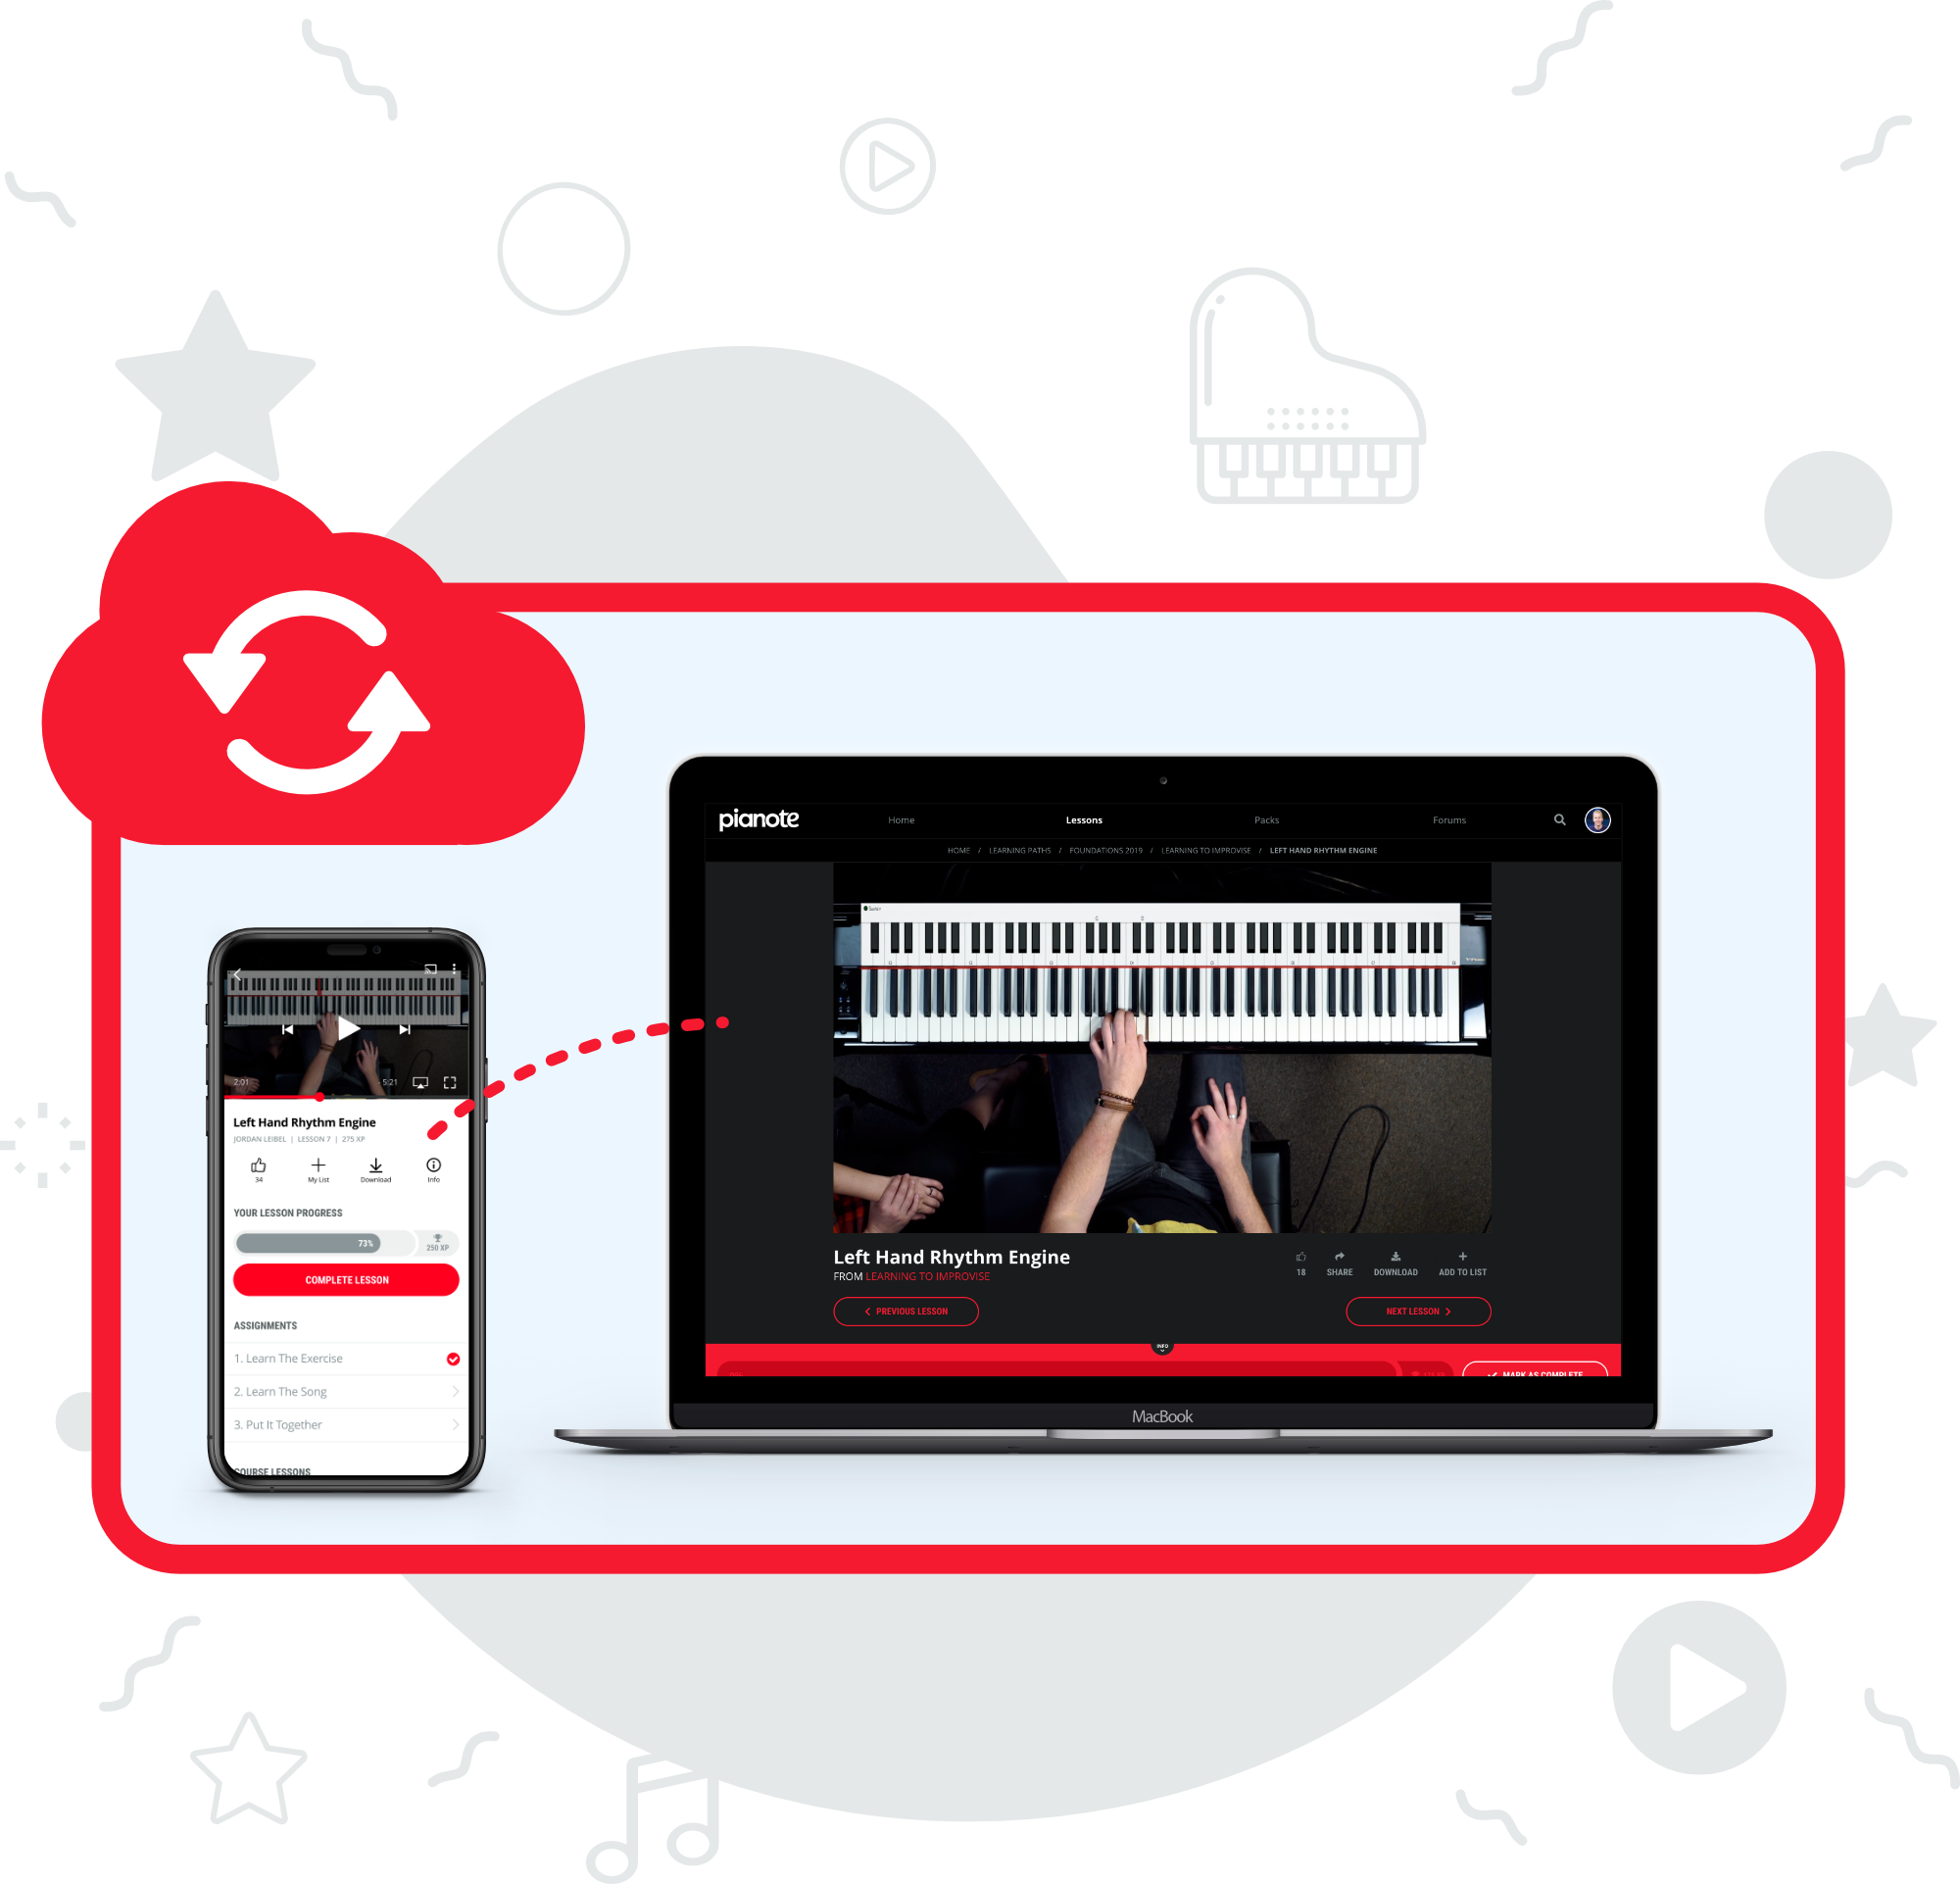 pianote
Home Lessons Packs Forums
HOME / LEARNING PATHS / FOUNDATIONS 2019 / LEARNING TO IMPROVISE / LEFT HAND RHYTHM ENGINE
Left Hand Rhythm Engine
FROM LEARNING TO IMPROVISE
18 SHARE DOWNLOAD ADD TO LIST
PREVIOUS LESSON NEXT LESSON
INFO
MARK AS COMPLETE
MacBook
2:01 5:21
Left Hand Rhythm Engine
JORDAN LEIBEL | LESSON 7 | 275 XP
34 My List Download Info
YOUR LESSON PROGRESS
73% 250 XP
COMPLETE LESSON
ASSIGNMENTS
1. Learn The Exercise
2. Learn The Song
3. Put It Together
COURSE LESSONS